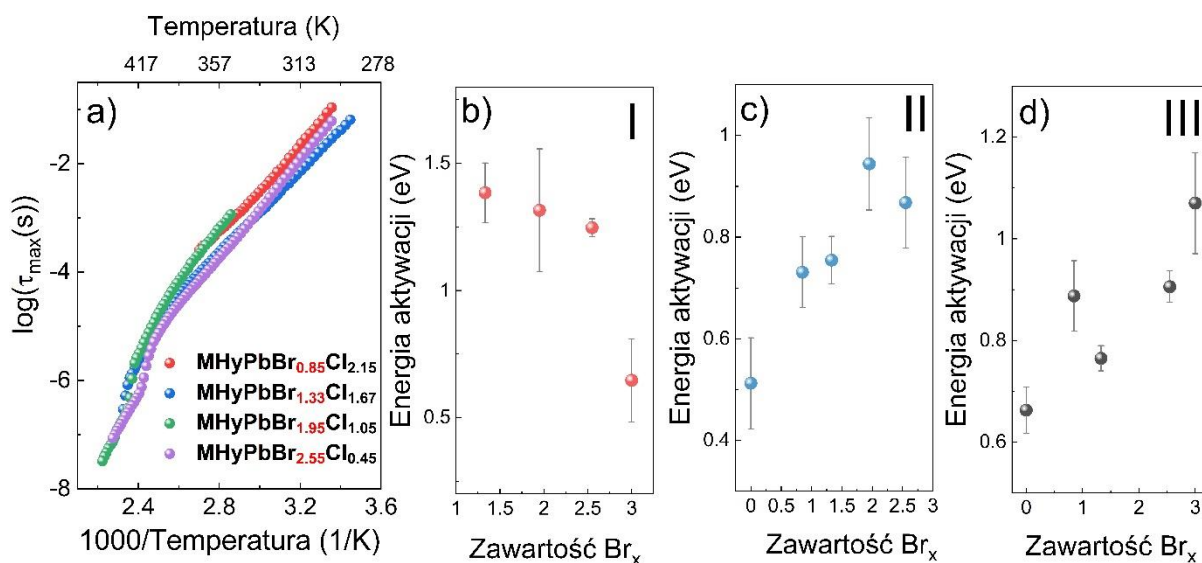 Temperatura (K)
417 357 313 278
a)
log(τmax(s))
-2
-4
-6
-8
MHyPbBr0.85Cl2.15
MHyPbBr1.33Cl1.67
MHyPbBr1.95Cl1.05
MHyPbBr2.55Cl0.45
2.4 2.8 3.2 3.6
1000/Temperatura (1/K)
b) I
Energia aktywacji (eV)
1.5
1
0.5
1 1.5 2 2.5 3
Zawartość Brx
c) II
Energia aktywacji (eV)
1
0.8
0.6
0.4
0 0.5 1 1.5 2 2.5 3
Zawartość Brx
d) III
Energia aktywacji (eV)
1.2
1
0.8
0.6
0 1 2 3
Zawartość Brx